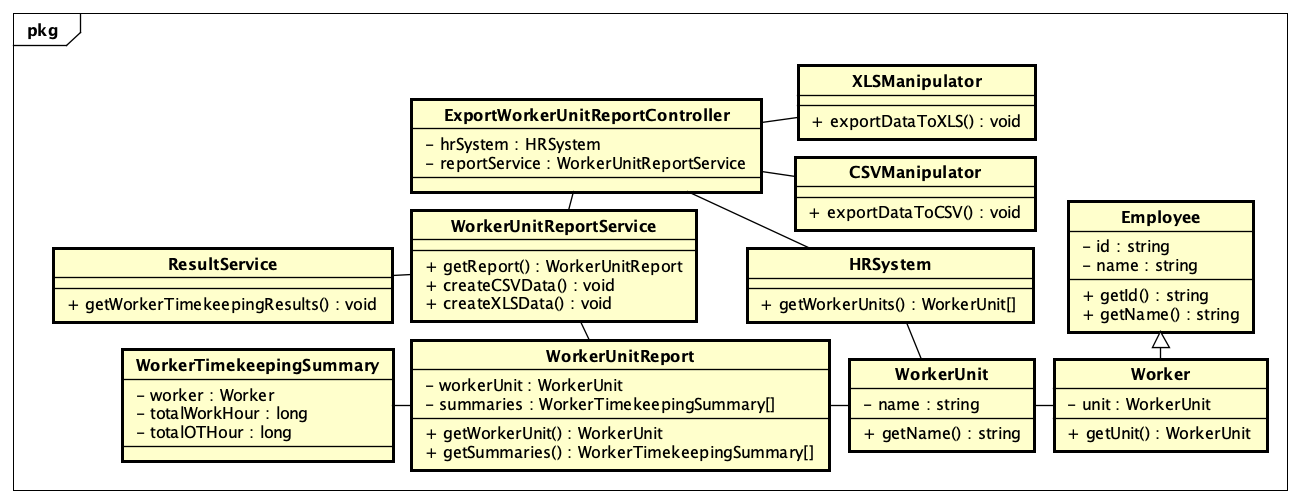 pkg
XLSManipulator
+ exportDataToXLS() : void
ExportWorkerUnitReportController
- hrSystem : HRSystem
- reportService : WorkerUnitReportService
CSVManipulator
+ exportDataToCSV() : void
Employee
- id : string
- name : string
+ getId() : string
+ getName() : string
WorkerUnitReportService
+ getReport() : WorkerUnitReport
+ createCSVData() : void
+ createXLSData() : void
ResultService
+ getWorkerTimekeepingResults() : void
HRSystem
+ getWorkerUnits() : WorkerUnit[]
WorkerTimekeepingSummary
- worker : Worker
- totalWorkHour : long
- totalOTHour : long
WorkerUnitReport
- workerUnit : WorkerUnit
- summaries : WorkerTimekeepingSummary[]
+ getWorkerUnit() : WorkerUnit
+ getSummaries() : WorkerTimekeepingSummary[]
WorkerUnit
- name : string
+ getName() : string
Worker
- unit : WorkerUnit
+ getUnit() : WorkerUnit